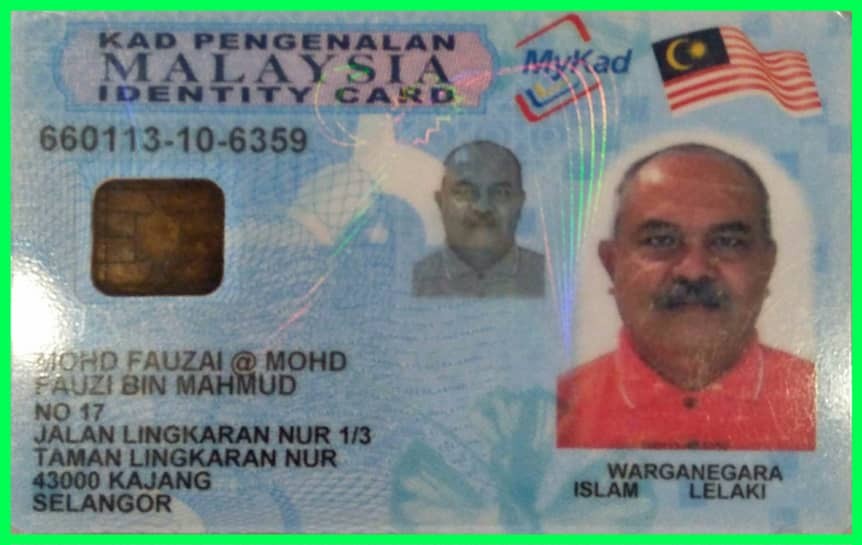 KAD PENGENALAN
MALAYSIA
IDENTITY CARD
MyKad
660113-10-6359
MOHD FAUZAI @ MOHD
FAUZI BIN MAHMUD
NO 17
JALAN LINGKARAN NUR 1/3
TAMAN LINGKARAN NUR
43000 KAJANG
SELANGOR
WARGANEGARA
ISLAM LELAKI